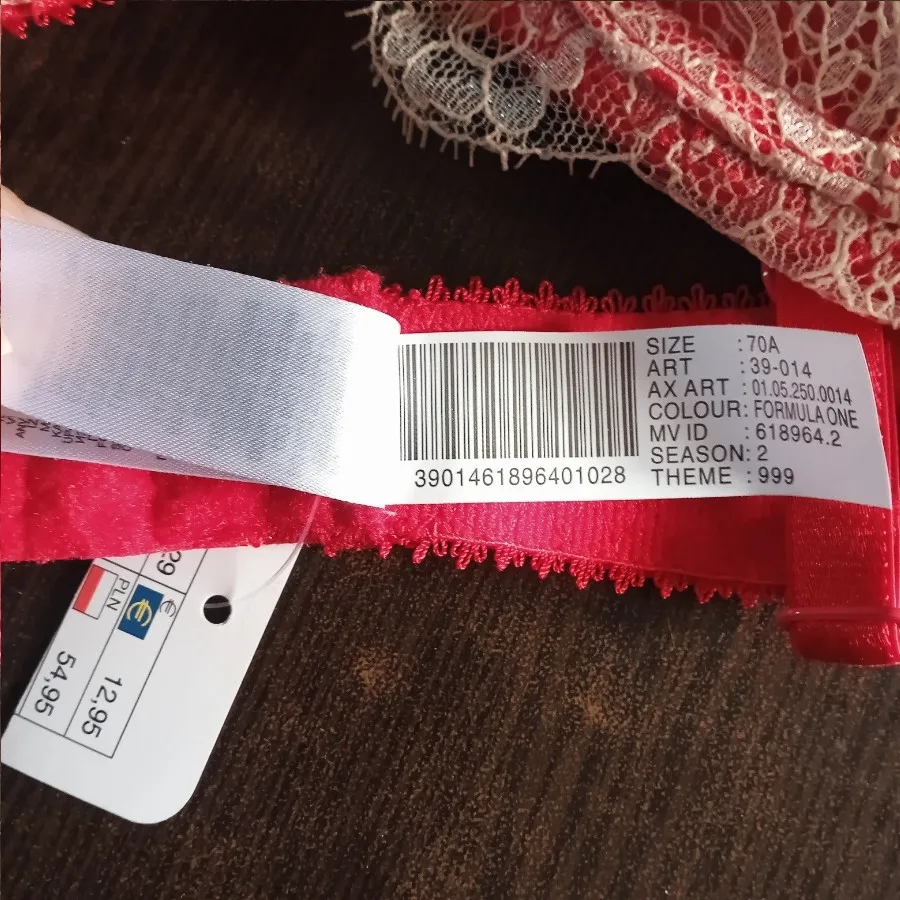 SIZE : 70A
ART : 39-014
AX ART : 01.05.250.0014
COLOUR: FORMULA ONE
MV ID : 618964.2
SEASON: 2
THEME : 999
3901461896401028
29
€ € 12,95
PLN 54,95